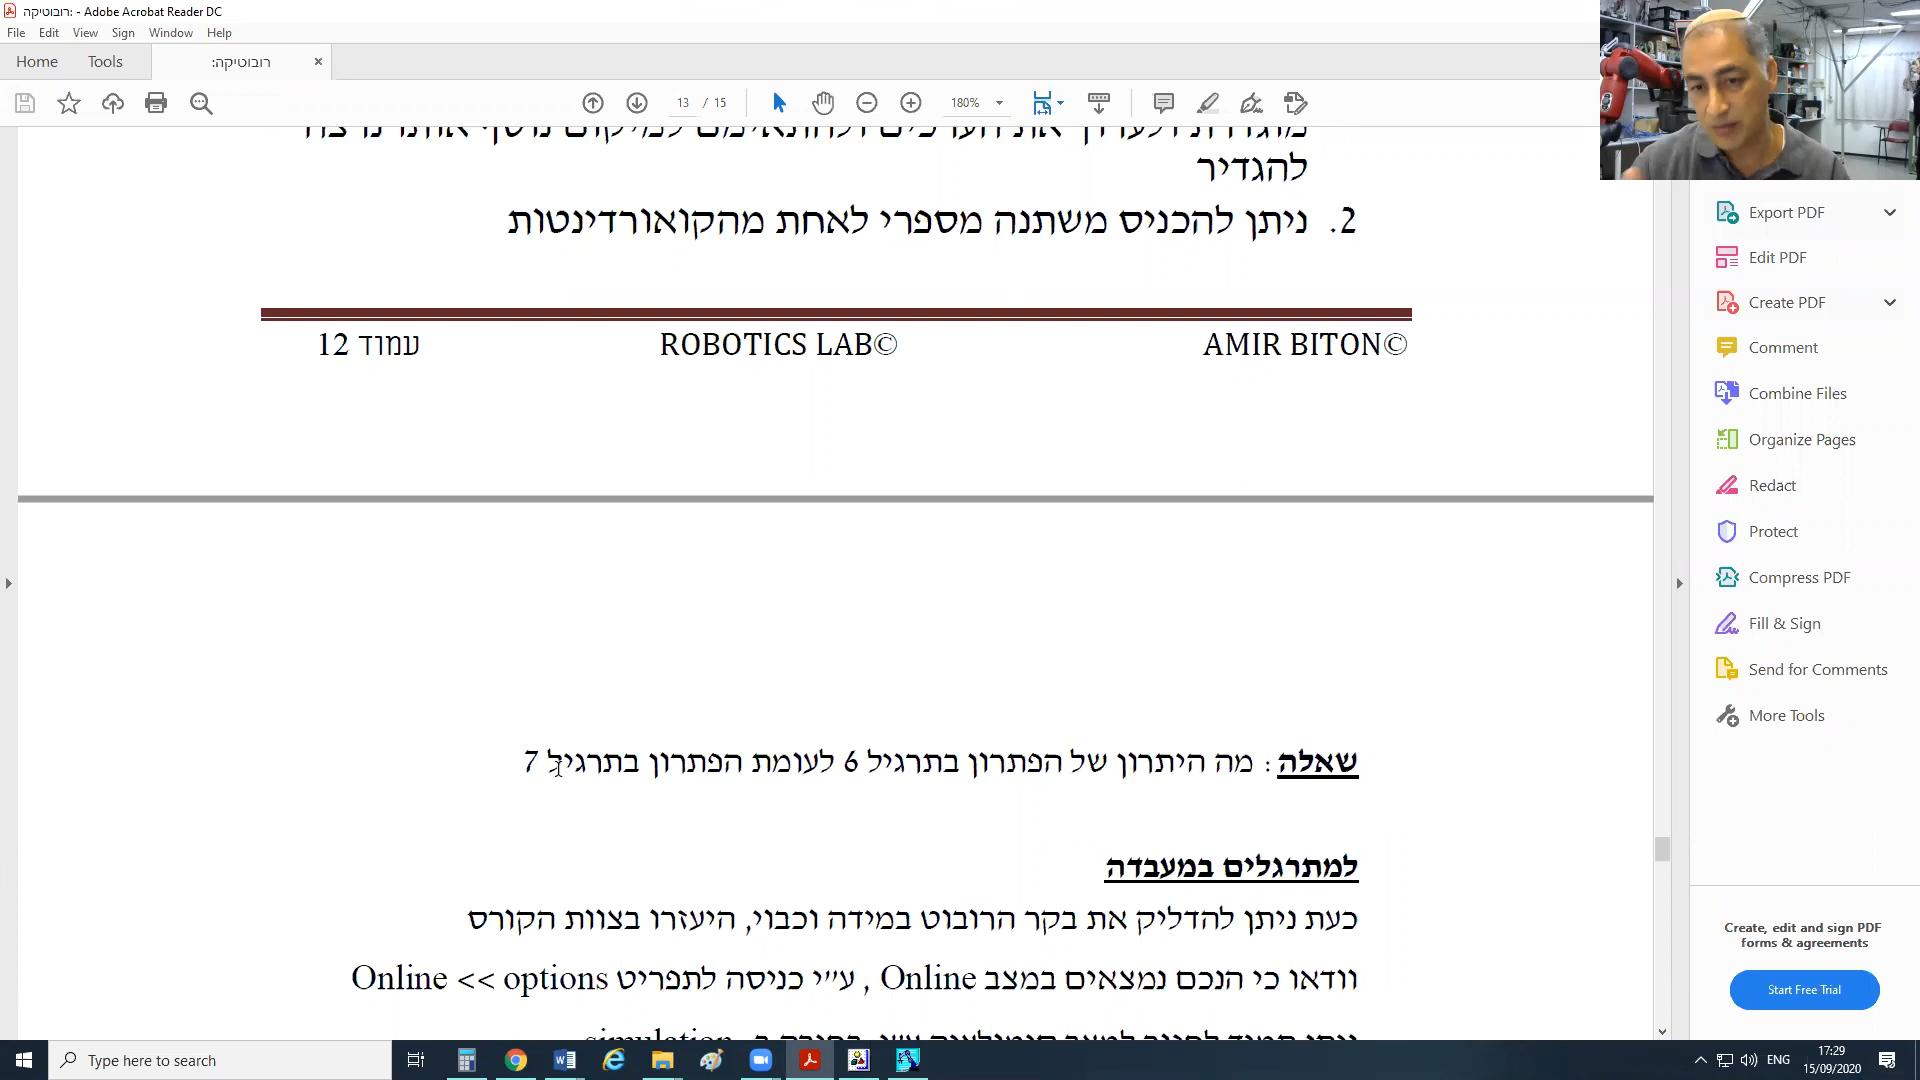 רובוטיקה: - Adobe Acrobat Reader DC
File Edit View Sign Window Help
Home Tools רובוטיקה:
13 / 15 180%
להגדיר
2. ניתן להכניס משתנה מספרי לאחת מהקואורדינטות
עמוד 12 ROBOTICS LAB© AMIR BITON©
שאלה : מה היתרון של הפתרון בתרגיל 6 לעומת הפתרון בתרגיל 7
למתרגלים במעבדה
כעת ניתן להדליק את בקר הרובוט במידה וכבוי, היעזרו בצוות הקורס
וודאו כי הנכם נמצאים במצב Online , ע״י כניסה לתפריט Online << options
Export PDF
Edit PDF
Create PDF
Comment
Combine Files
Organize Pages
Redact
Protect
Compress PDF
Fill & Sign
Send for Comments
More Tools
Create, edit and sign PDF
forms & agreements
Start Free Trial
Type here to search
ENG
17:29
15/09/2020